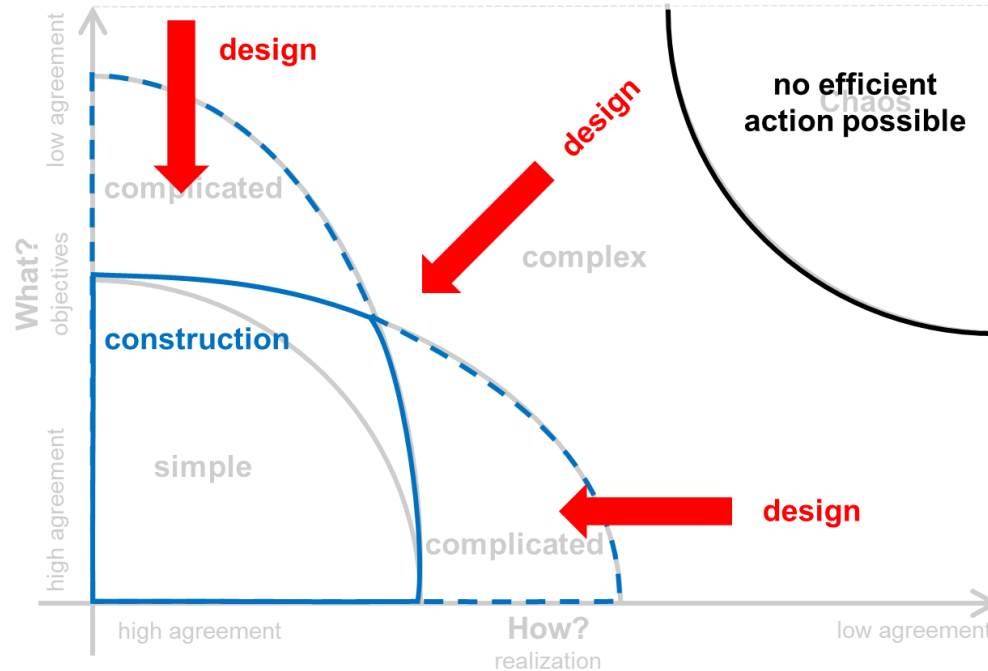 low agreement
design
design
no efficient
Chaos
action possible
complicated
complex
What?
objectives
construction
simple
high agreement
design
complicated
high agreement
How?
low agreement
realization